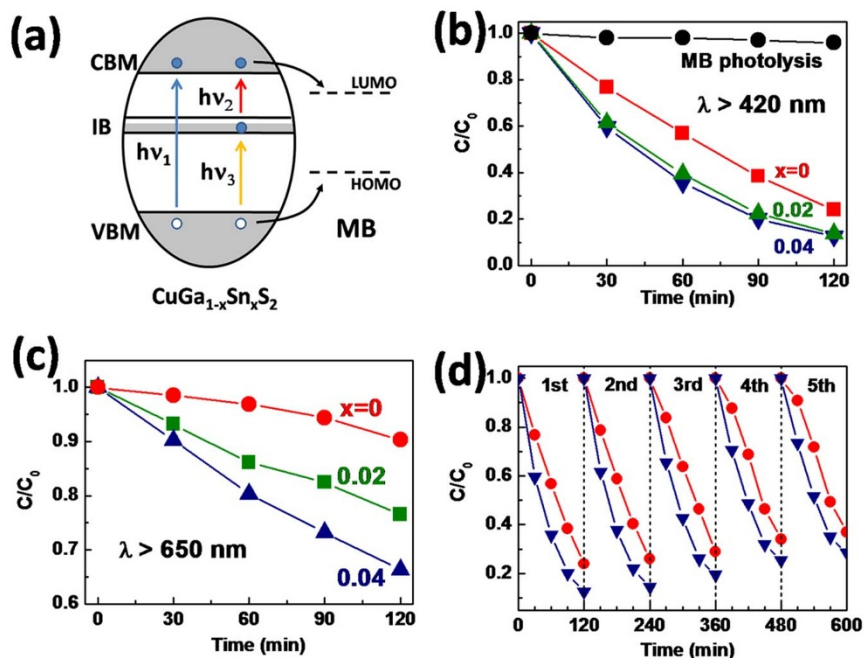 (a)
CBM
LUMO
hν₂
IB
hν₁
hν₃
HOMO
VBM
MB
CuGa₁₋ₓSnₓS₂
(b)
1.0
0.8
0.6
0.4
0.2
0.0
C/C₀
MB photolysis
λ > 420 nm
x=0
0.02
0.04
0 30 60 90 120
Time (min)
(c)
1.0
0.9
0.8
0.7
0.6
C/C₀
x=0
0.02
0.04
λ > 650 nm
0 30 60 90 120
Time (min)
(d)
1st 2nd 3rd 4th 5th
1.0
0.8
0.6
0.4
0.2
C/C₀
0 120 240 360 480 600
Time (min)